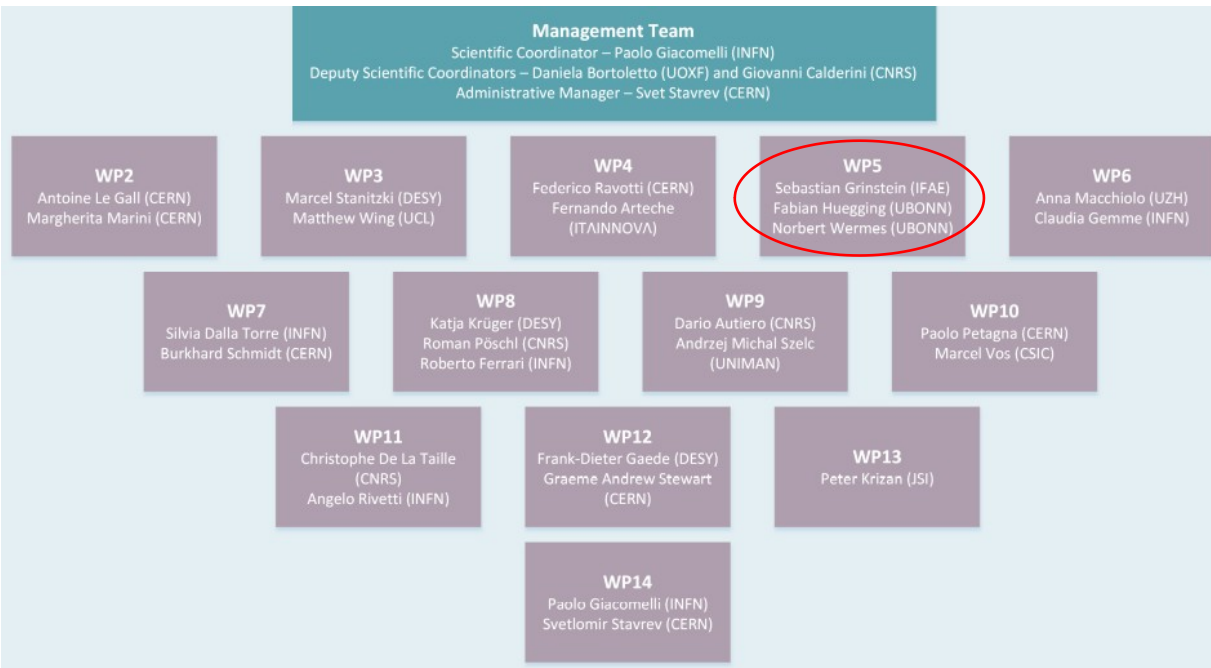 Management Team
Scientific Coordinator – Paolo Giacomelli (INFN)
Deputy Scientific Coordinators – Daniela Bortoletto (UOXF) and Giovanni Calderini (CNRS)
Administrative Manager – Svet Stavrev (CERN)
WP2
Antoine Le Gall (CERN)
Margherita Marini (CERN)
WP3
Marcel Stanitzki (DESY)
Matthew Wing (UCL)
WP4
Federico Ravotti (CERN)
Fernando Arteche
(ITΛINNOVΛ)
WP5
Sebastian Grinstein (IFAE)
Fabian Huegging (UBONN)
Norbert Wermes (UBONN)
WP6
Anna Macchiolo (UZH)
Claudia Gemme (INFN)
WP7
Silvia Dalla Torre (INFN)
Burkhard Schmidt (CERN)
WP8
Katja Krüger (DESY)
Roman Pöschl (CNRS)
Roberto Ferrari (INFN)
WP9
Dario Autiero (CNRS)
Andrzej Michal Szelc
(UNIMAN)
WP10
Paolo Petagna (CERN)
Marcel Vos (CSIC)
WP11
Christophe De La Taille
(CNRS)
Angelo Rivetti (INFN)
WP12
Frank-Dieter Gaede (DESY)
Graeme Andrew Stewart
(CERN)
WP13
Peter Krizan (JSI)
WP14
Paolo Giacomelli (INFN)
Svetlomir Stavrev (CERN)